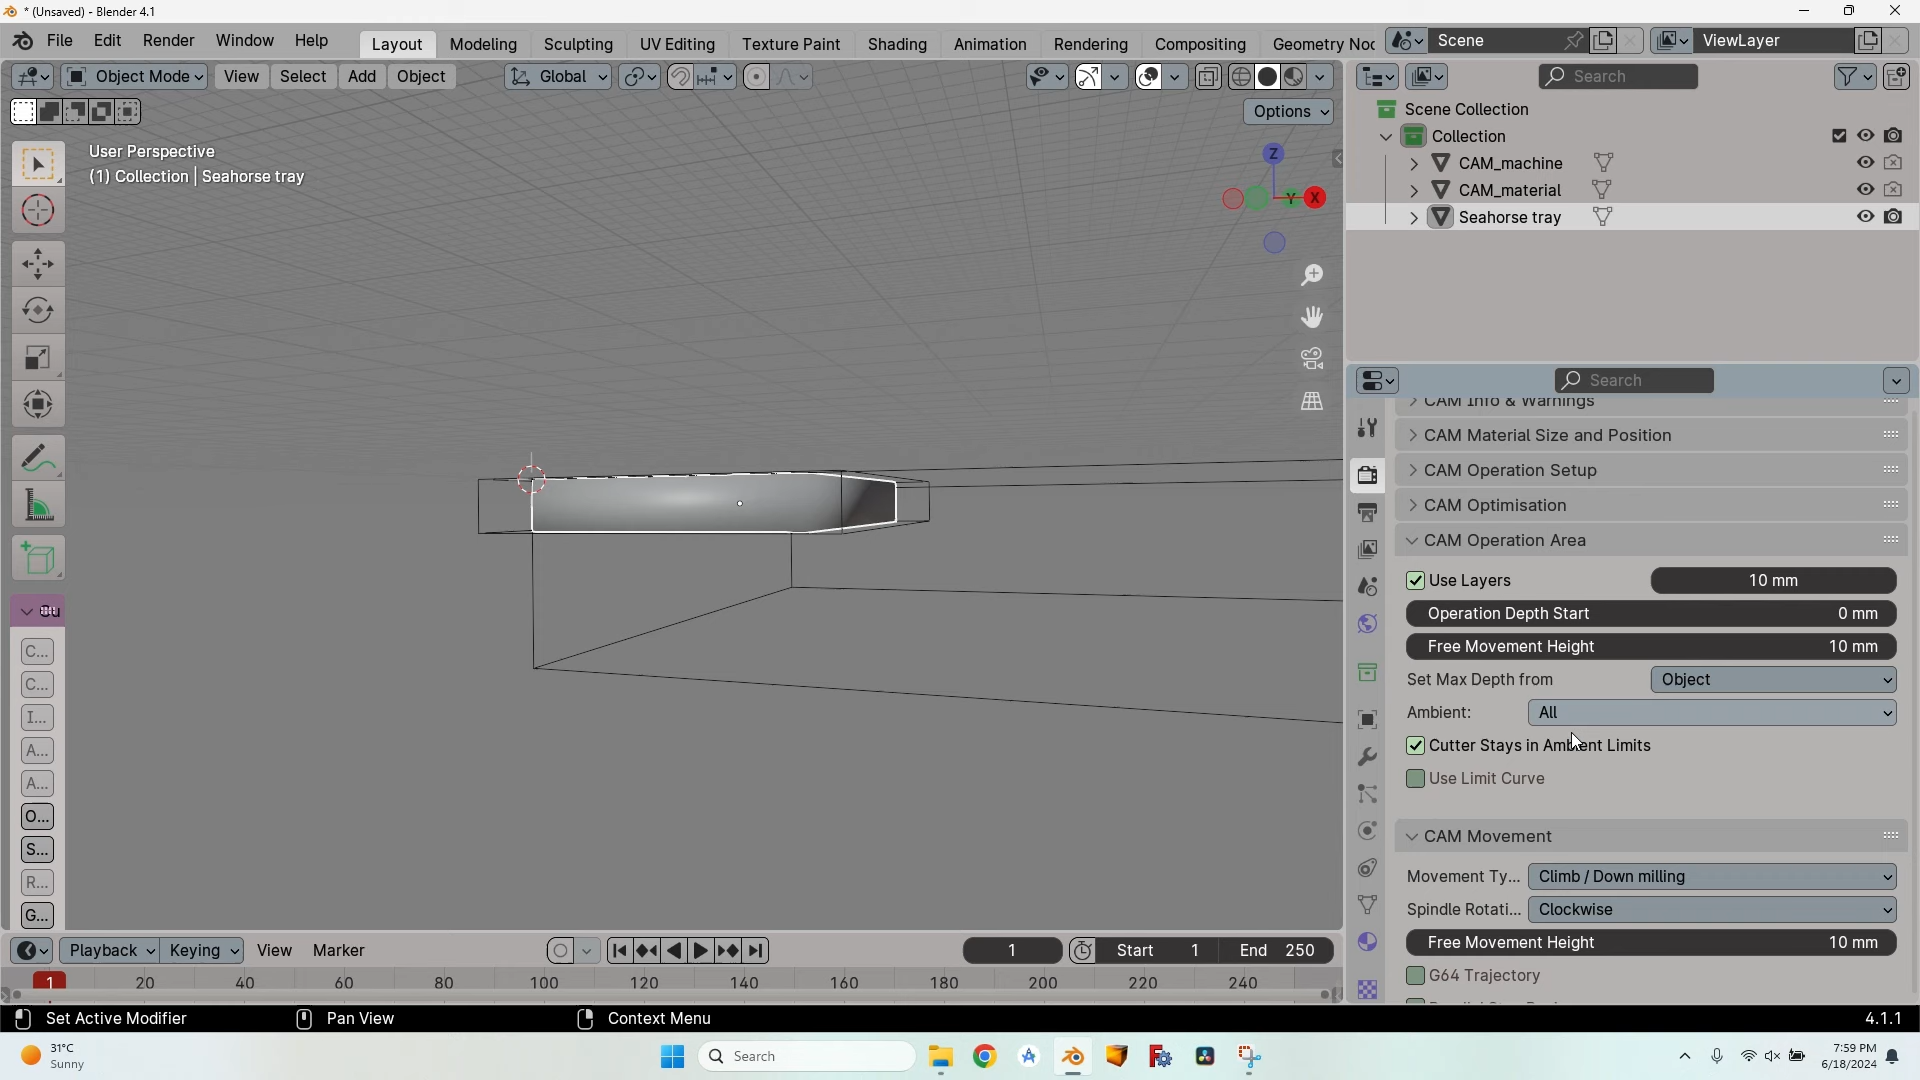 * (Unsaved) - Blender 4.1
File Edit Render Window Help Layout Modeling Sculpting UV Editing Texture Paint Shading Animation Rendering Compositing Geometry Noc Scene ViewLayer
Object Mode View Select Add Object Global Search
Options
User Perspective
(1) Collection | Seahorse tray
Z
Y
X
Scene Collection
Collection
CAM_machine
CAM_material
Seahorse tray
Search
CAM Info & Warnings
CAM Material Size and Position
CAM Operation Setup
CAM Optimisation
CAM Operation Area
Use Layers 10 mm
Operation Depth Start 0 mm
Free Movement Height 10 mm
Set Max Depth from Object
Ambient: All
Cutter Stays in Ambient Limits
Use Limit Curve
CAM Movement
Movement Ty... Climb / Down milling
Spindle Rotati... Clockwise
Free Movement Height 10 mm
G64 Trajectory
Cu
C...
C...
I...
A...
A...
O...
S...
R...
G...
Playback Keying View Marker 1 Start 1 End 250
1 20 40 60 80 100 120 140 160 180 200 220 240
Set Active Modifier Pan View Context Menu 4.1.1
31°C
Sunny
Search
7:59 PM
6/18/2024